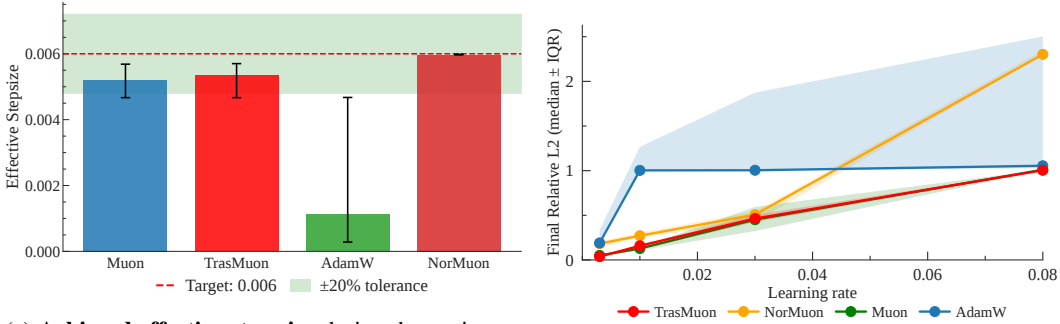 0.006
0.004
0.002
0.000
Effective Stepsize
Muon
TrasMuon
AdamW
NorMuon
Target: 0.006
±20% tolerance
Final Relative L2 (median ± IQR)
2
1
0
0.02
0.04
0.06
0.08
Learning rate
TrasMuon
NorMuon
Muon
AdamW